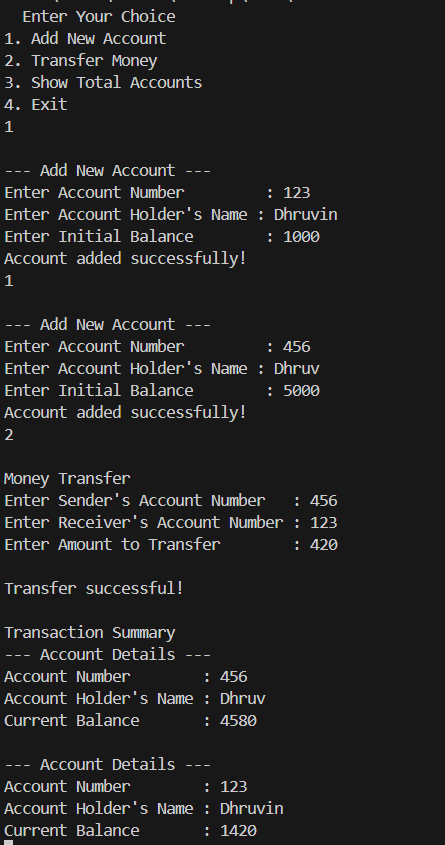 Enter Your Choice
1. Add New Account
2. Transfer Money
3. Show Total Accounts
4. Exit
1

--- Add New Account ---
Enter Account Number         : 123
Enter Account Holder's Name : Dhruvin
Enter Initial Balance        : 1000
Account added successfully!
1

--- Add New Account ---
Enter Account Number         : 456
Enter Account Holder's Name : Dhruv
Enter Initial Balance        : 5000
Account added successfully!
2

Money Transfer
Enter Sender's Account Number   : 456
Enter Receiver's Account Number : 123
Enter Amount to Transfer        : 420

Transfer successful!

Transaction Summary
--- Account Details ---
Account Number        : 456
Account Holder's Name : Dhruv
Current Balance       : 4580

--- Account Details ---
Account Number        : 123
Account Holder's Name : Dhruvin
Current Balance       : 1420